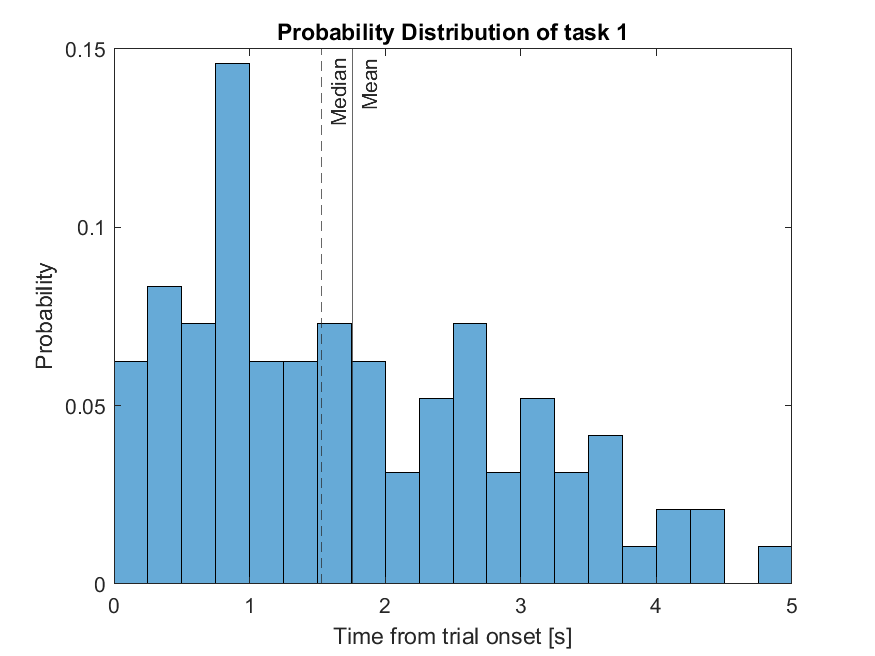 Probability Distribution of task 1
0.15
0.1
0.05
0
Probability
Median
Mean
0 1 2 3 4 5
Time from trial onset [s]